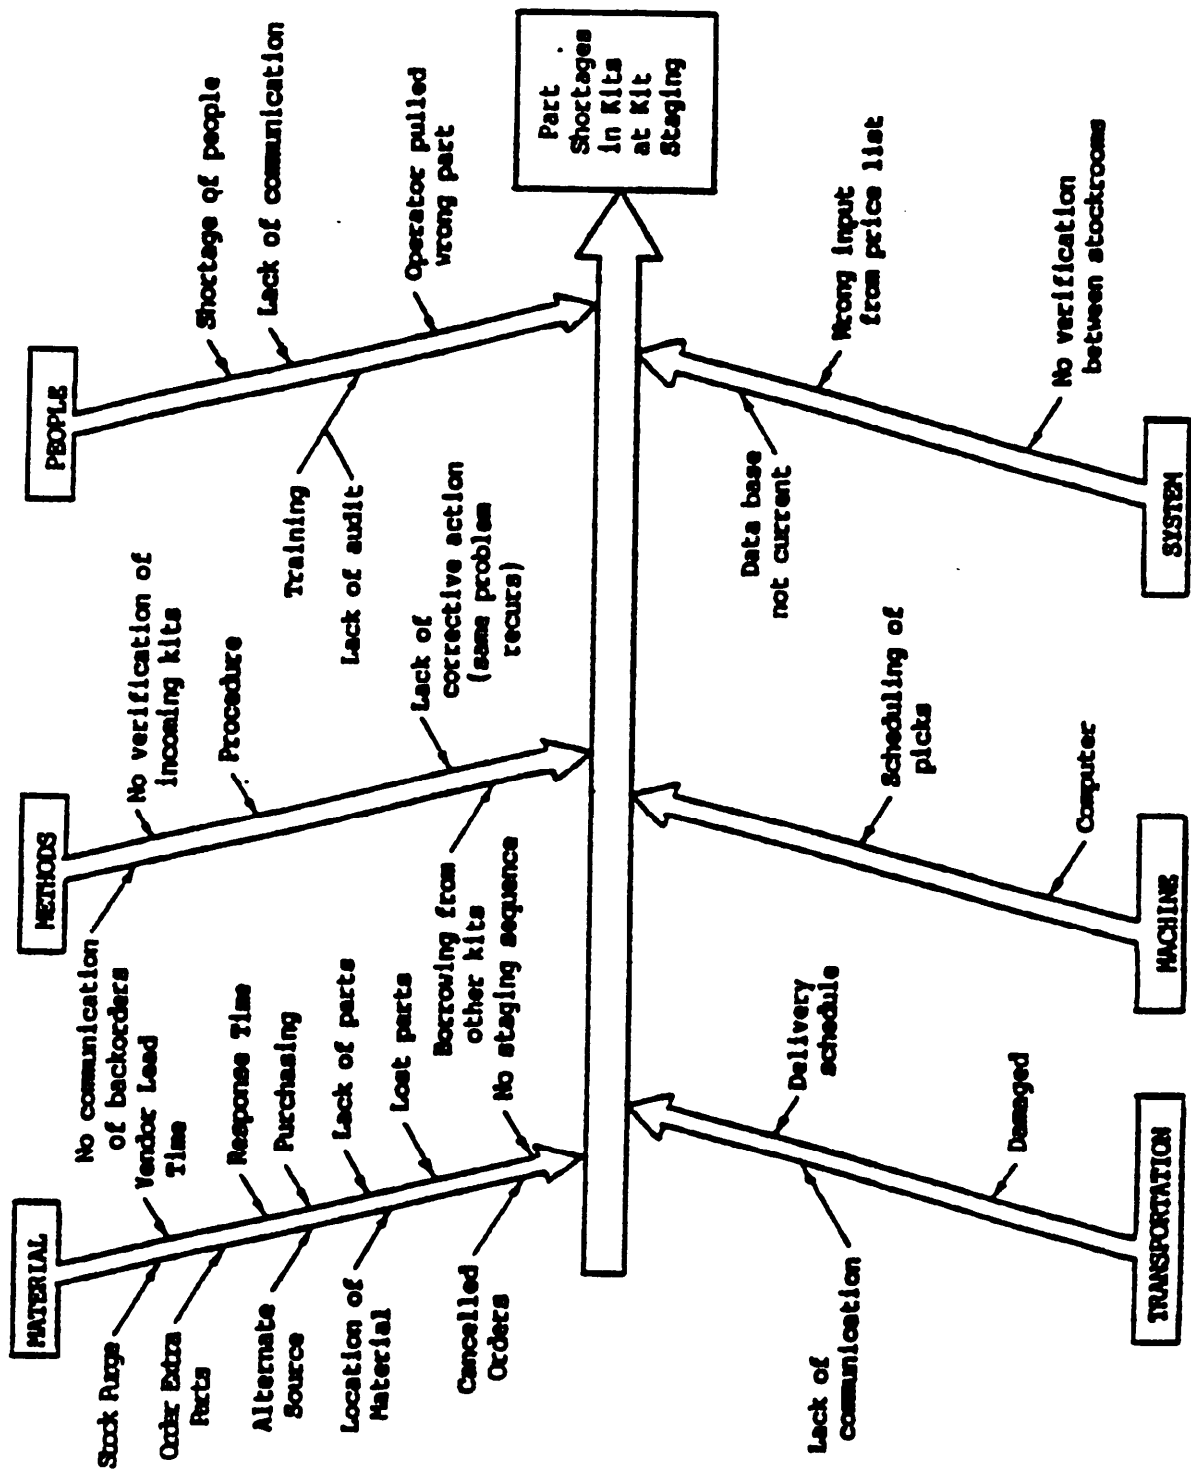 MATERIAL
Stock Purge
Order Extra
Parts
Alternate
Source
Location of
Material
Cancelled
Orders
Vendor Lead
Time
Response Time
Purchasing
Lack of parts
Lost parts
No staging sequence
METHODS
No communication
of backorders
Borrowing from
other kits
No verification of
incoming kits
Procedure
Lack of
corrective action
(same problem
recurs)
PEOPLE
Training
Lack of audit
Shortage of people
Lack of communication
Operator pulled
wrong part
Part
Shortages
in Kits
at Kit
Staging
TRANSPORTATION
Lack of
communication
Delivery
schedule
Damaged
MACHINE
Scheduling of
picks
Computer
SYSTEM
Data base
not current
Wrong input
from price list
No verification
between stockrooms